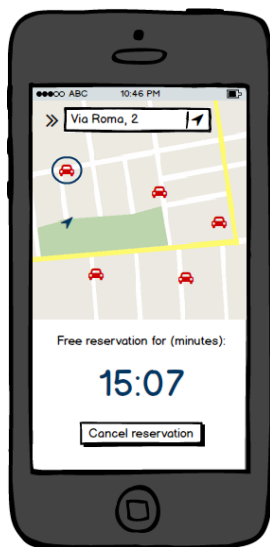 ABC 10:46 PM
Via Roma, 2
Free reservation for (minutes):
15:07
Cancel reservation